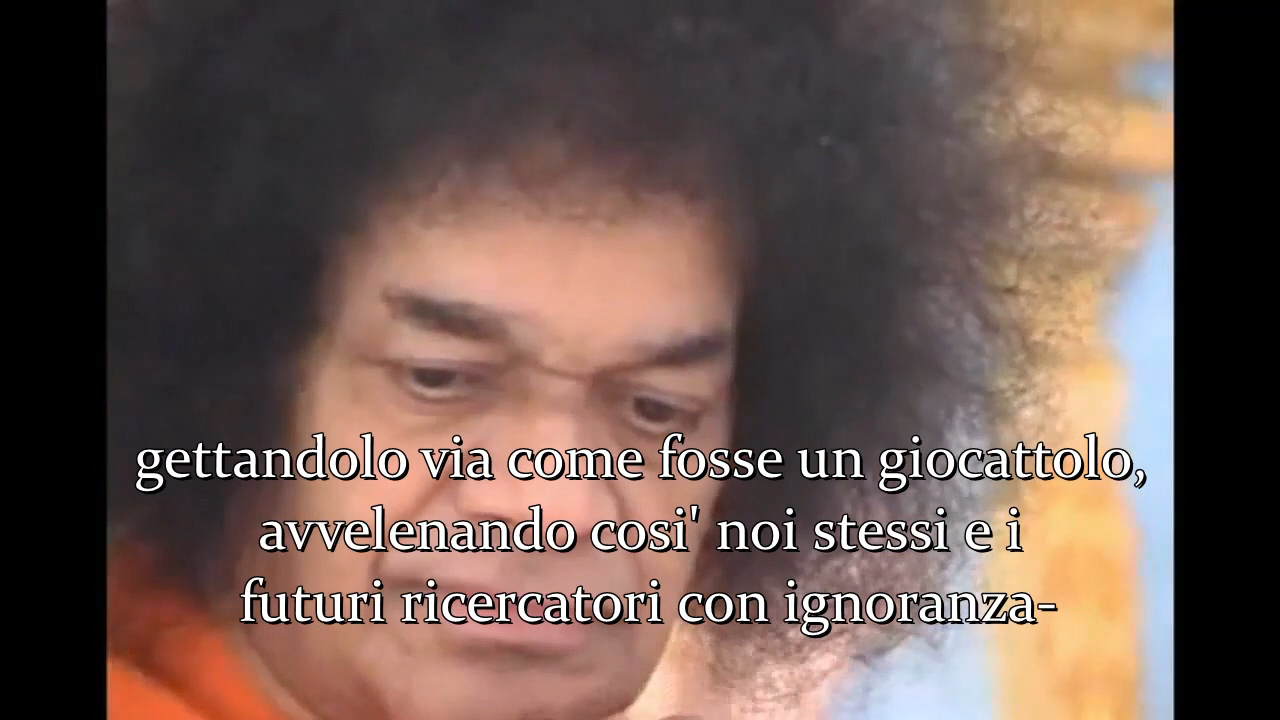 gettandolo via come fosse un giocattolo,
avvelenando cosi' noi stessi e i
futuri ricercatori con ignoranza-